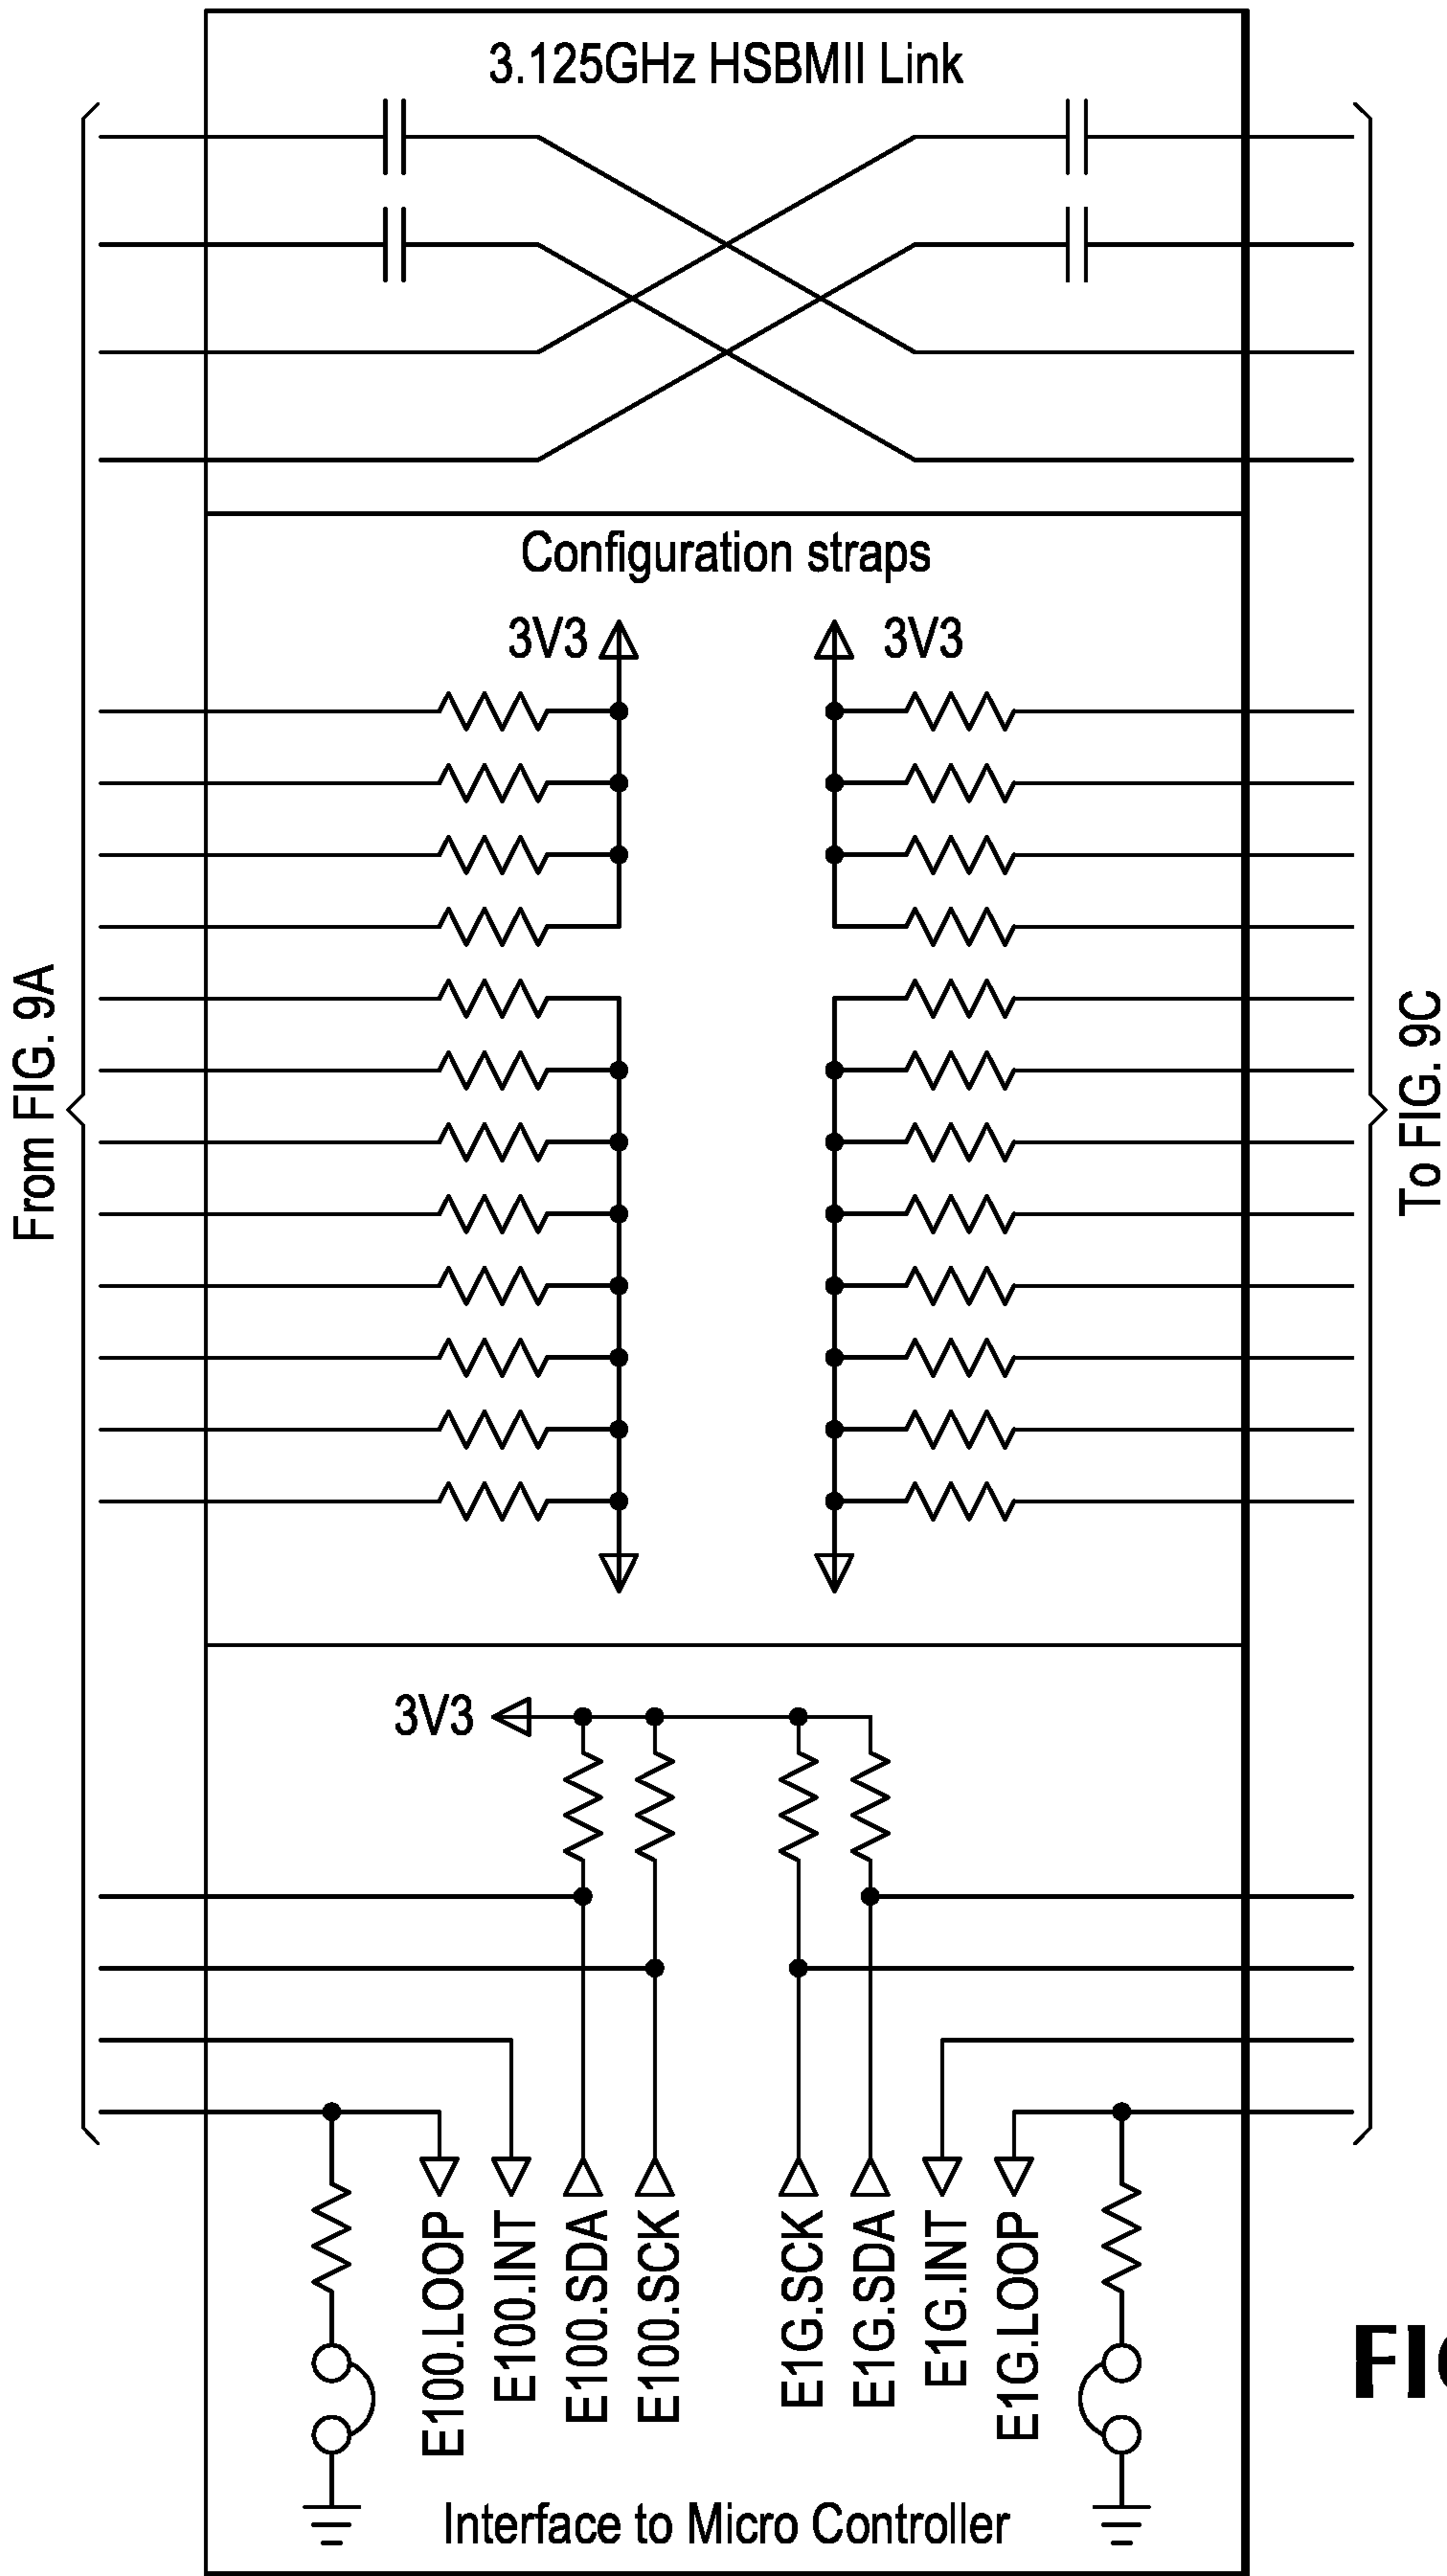 3.125GHz HSBMII Link
Configuration straps
3V3
3V3
From FIG. 9A
To FIG. 9C
3V3
E100.LOOP
E100.INT
E100.SDA
E100.SCK
E1G.SCK
E1G.SDA
E1G.INT
E1G.LOOP
Interface to Micro Controller